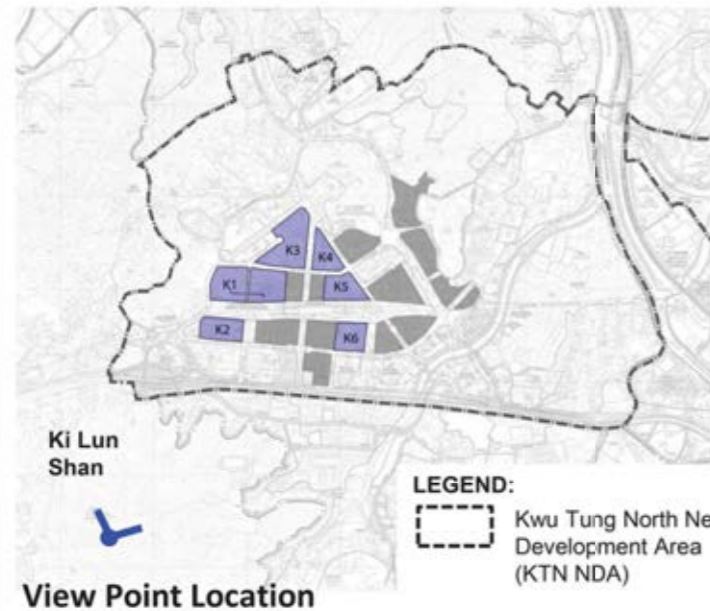 K3
K4
K1
K5
K2
K6
Ki Lun
Shan
LEGEND:
Kwu Tung North Ne
Development Area
(KTN NDA)
View Point Location